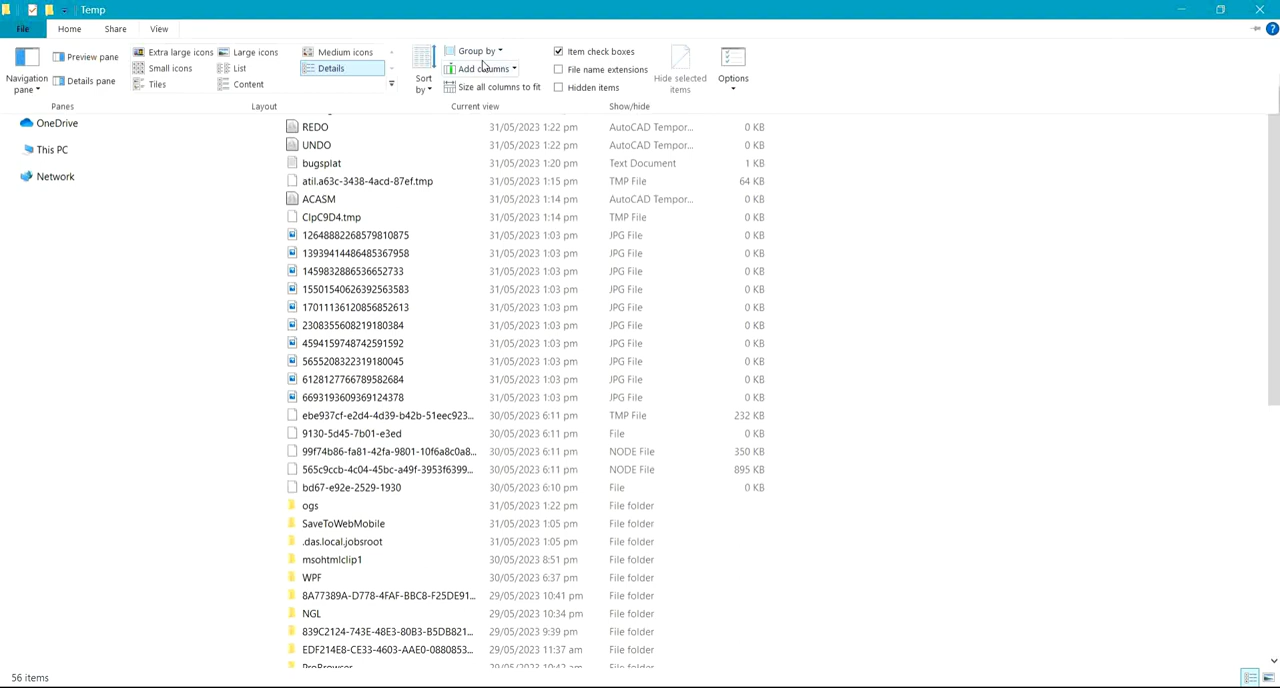 Temp
File Home Share View
Navigation pane
Preview pane
Details pane
Panes
Extra large icons Large icons Medium icons
Small icons List Details
Tiles Content
Layout
Sort by
Group by
Add columns
Size all columns to fit
Current view
Item check boxes
File name extensions
Hidden items
Hide selected items
Show/hide
Options
OneDrive
This PC
Network
REDO 31/05/2023 1:22 pm AutoCAD Tempor... 0 KB
UNDO 31/05/2023 1:22 pm AutoCAD Tempor... 0 KB
bugsplat 31/05/2023 1:20 pm Text Document 1 KB
atil.a63c-3438-4acd-87ef.tmp 31/05/2023 1:15 pm TMP File 64 KB
ACASM 31/05/2023 1:14 pm AutoCAD Tempor... 0 KB
ClpC9D4.tmp 31/05/2023 1:14 pm TMP File 0 KB
12648882268579810875 31/05/2023 1:03 pm JPG File 0 KB
13939414486485367958 31/05/2023 1:03 pm JPG File 0 KB
1459832886536652733 31/05/2023 1:03 pm JPG File 0 KB
15501540626392563583 31/05/2023 1:03 pm JPG File 0 KB
17011136120856852613 31/05/2023 1:03 pm JPG File 0 KB
2308355608219180384 31/05/2023 1:03 pm JPG File 0 KB
4594159748742591592 31/05/2023 1:03 pm JPG File 0 KB
5655208322319180045 31/05/2023 1:03 pm JPG File 0 KB
6128127766789582684 31/05/2023 1:03 pm JPG File 0 KB
6693193609369124378 31/05/2023 1:03 pm JPG File 0 KB
ebe937cf-e2d4-4d39-b42b-51eec923... 30/05/2023 6:11 pm TMP File 232 KB
9130-5d45-7b01-e3ed 30/05/2023 6:11 pm File 0 KB
99f74b86-fa81-42fa-9801-10f6a8c0a8... 30/05/2023 6:11 pm NODE File 350 KB
565c9ccb-4c04-45bc-a49f-3953f6399... 30/05/2023 6:11 pm NODE File 895 KB
bd67-e92e-2529-1930 30/05/2023 6:10 pm File 0 KB
ogs 31/05/2023 1:22 pm File folder
SaveToWebMobile 31/05/2023 1:05 pm File folder
.das.local.jobsroot 31/05/2023 1:05 pm File folder
msohtmlclip1 30/05/2023 8:51 pm File folder
WPF 30/05/2023 6:37 pm File folder
8A77389A-D778-4FAF-BBC8-F25DE91... 29/05/2023 10:41 pm File folder
NGL 29/05/2023 10:34 pm File folder
839C2124-743E-48E3-80B3-B5DB821... 29/05/2023 9:39 pm File folder
EDF214E8-CE33-4603-AAE0-0880853... 29/05/2023 11:37 am File folder
ProBrowser 29/05/2023 10:42 am File folder
56 items